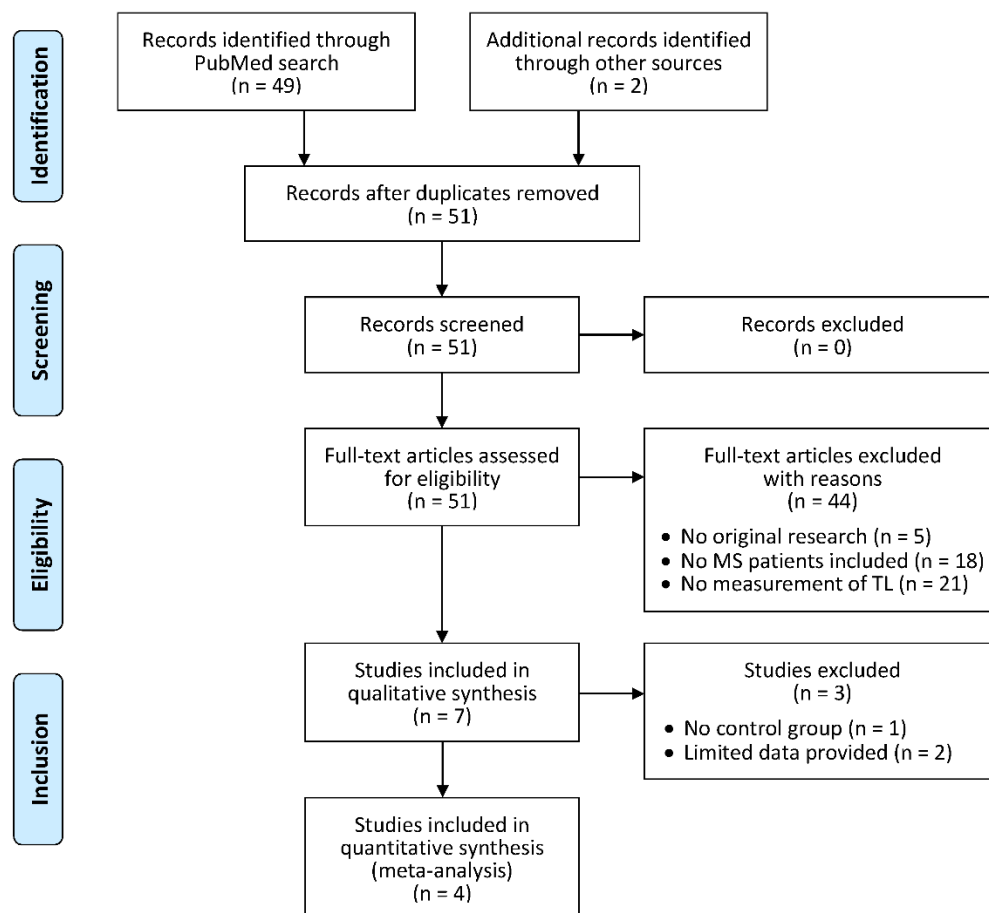 Identification
Records identified through
PubMed search
(n = 49)
Additional records identified
through other sources
(n = 2)
Records after duplicates removed
(n = 51)
Screening
Records screened
(n = 51)
Records excluded
(n = 0)
Eligibility
Full-text articles assessed
for eligibility
(n = 51)
Full-text articles excluded
with reasons
(n = 44)
• No original research (n = 5)
• No MS patients included (n = 18)
• No measurement of TL (n = 21)
Inclusion
Studies included in
qualitative synthesis
(n = 7)
Studies excluded
(n = 3)
• No control group (n = 1)
• Limited data provided (n = 2)
Studies included in
quantitative synthesis
(meta-analysis)
(n = 4)